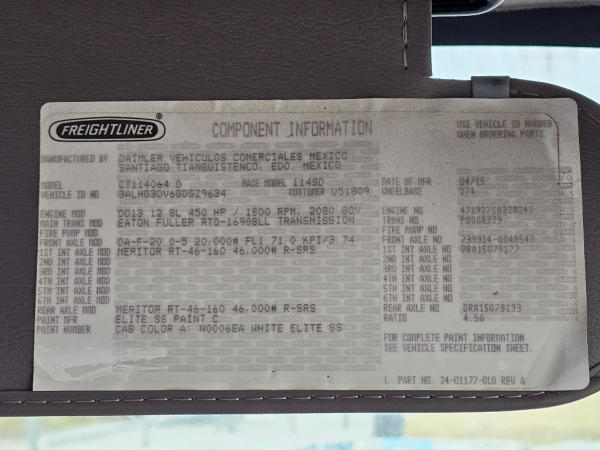 FREIGHTLINER COMPONENT INFORMATION USE VEHICLE ID NUMBER
WHEN ORDERING PARTS.
MANUFACTURED BY DAIMLER VEHICULOS COMERCIALES MEXICO
SANTIAGO TIANGUISTENCO, EDO. MEXICO
MODEL CT114064 D BASE MODEL 114SD DATE OF MFR 04/15
VEHICLE ID NO CUSTOMER U51809 WHEELBASE 274
ENGINE MOD DD13 12.8L 450 HP / 1800 RPM, 2080 GOV ENGINE NO
MAIN TRANS MOD EATON FULLER RTO-16908LL TRANSMISSION MAIN TRANS NO
FIRE PUMP MOD FIRE PUMP NO
FRONT AXLE MOD DA-F-20.0-5 20,000# FL1 71.0 KPI/3.74 FRONT AXLE NO
1ST INT AXLE MOD MERITOR RT-46-160 46,000# R-SRS 1ST INT AXLE NO DRA15079177
2ND INT AXLE MOD 2ND INT AXLE NO
3RD INT AXLE MOD 3RD INT AXLE NO
4TH INT AXLE MOD 4TH INT AXLE NO
5TH INT AXLE MOD 5TH INT AXLE NO
6TH INT AXLE MOD 6TH INT AXLE NO
REAR AXLE MOD MERITOR RT-46-160 46,000# R-SRS REAR AXLE NO DRA15079193
PAINT MFR ELITE SS PAINT C RATIO 4.56
PAINT NUMBER CAB COLOR A: N0006EA WHITE ELITE SS
FOR COMPLETE PAINT INFORMATION
SEE VEHICLE SPECIFICATION SHEET.
L PART NO. 24-01177-010 REV A